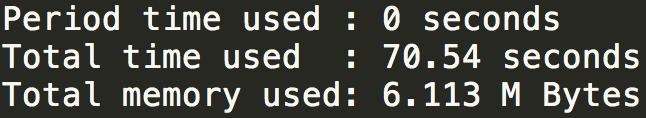 Period time used : 0 seconds
Total time used  : 70.54 seconds
Total memory used: 6.113 M Bytes